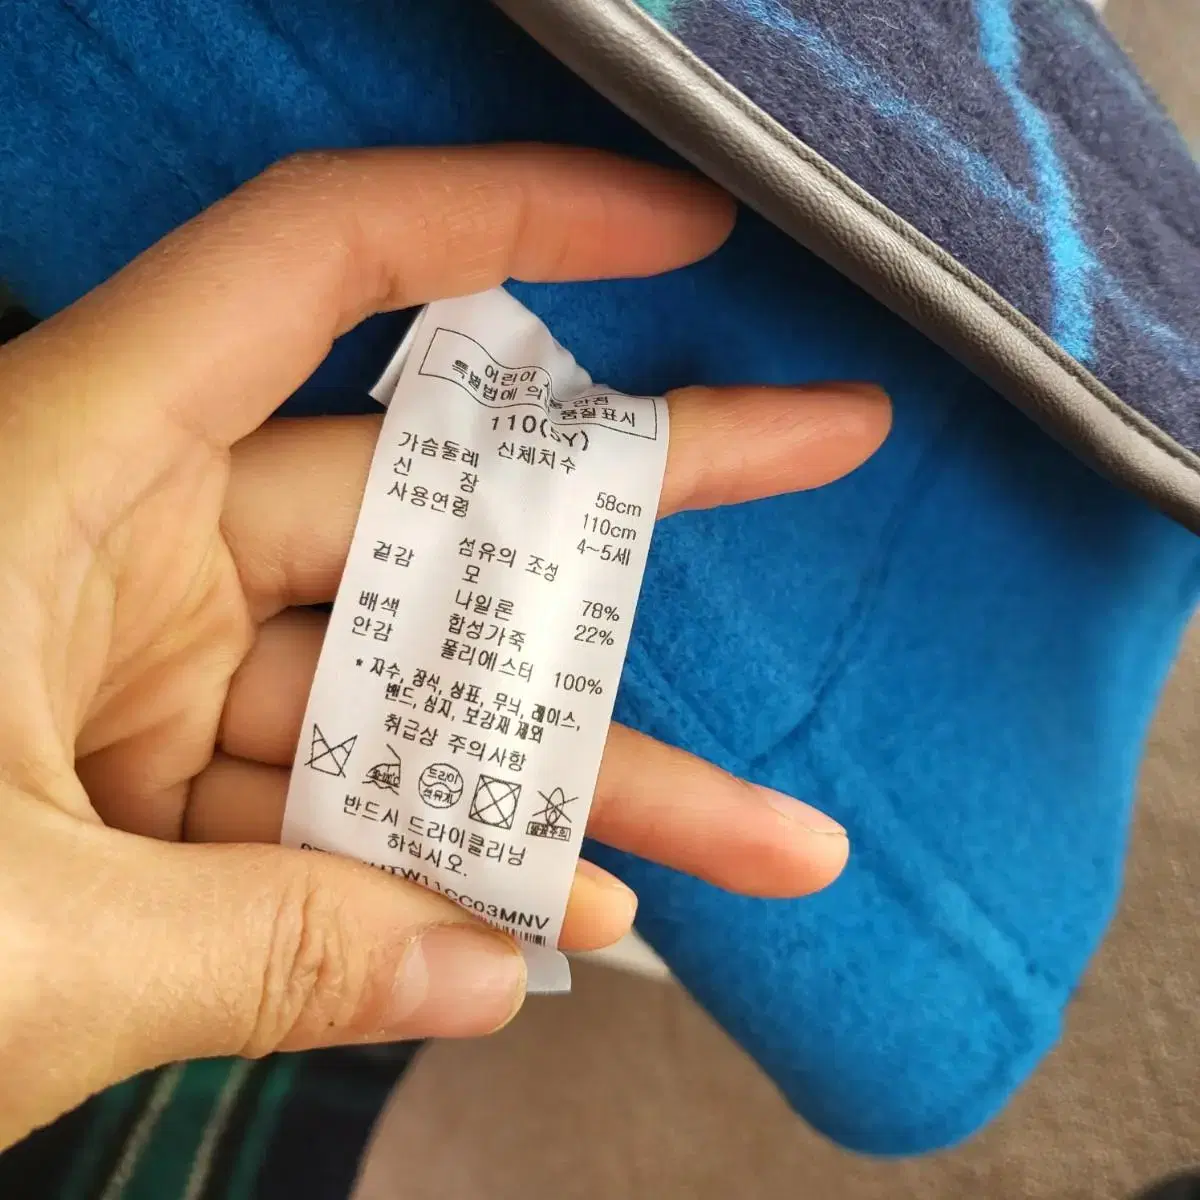 어린이
특별법에 의 안전
품질표시
110(5Y)
신체치수
가슴둘레 58cm
신 장 110cm
사용연령 4~5세
섬유의 조성
겉감 모 78%
나일론 22%
배색 합성가죽
안감 폴리에스터 100%
* 자수, 장식, 상표, 무늬, 레이스,
밴드, 심지, 보강재 제외
취급상 주의사항
드라이
석유계
반드시 드라이클리닝
하십시오.
TW11CC03MNV